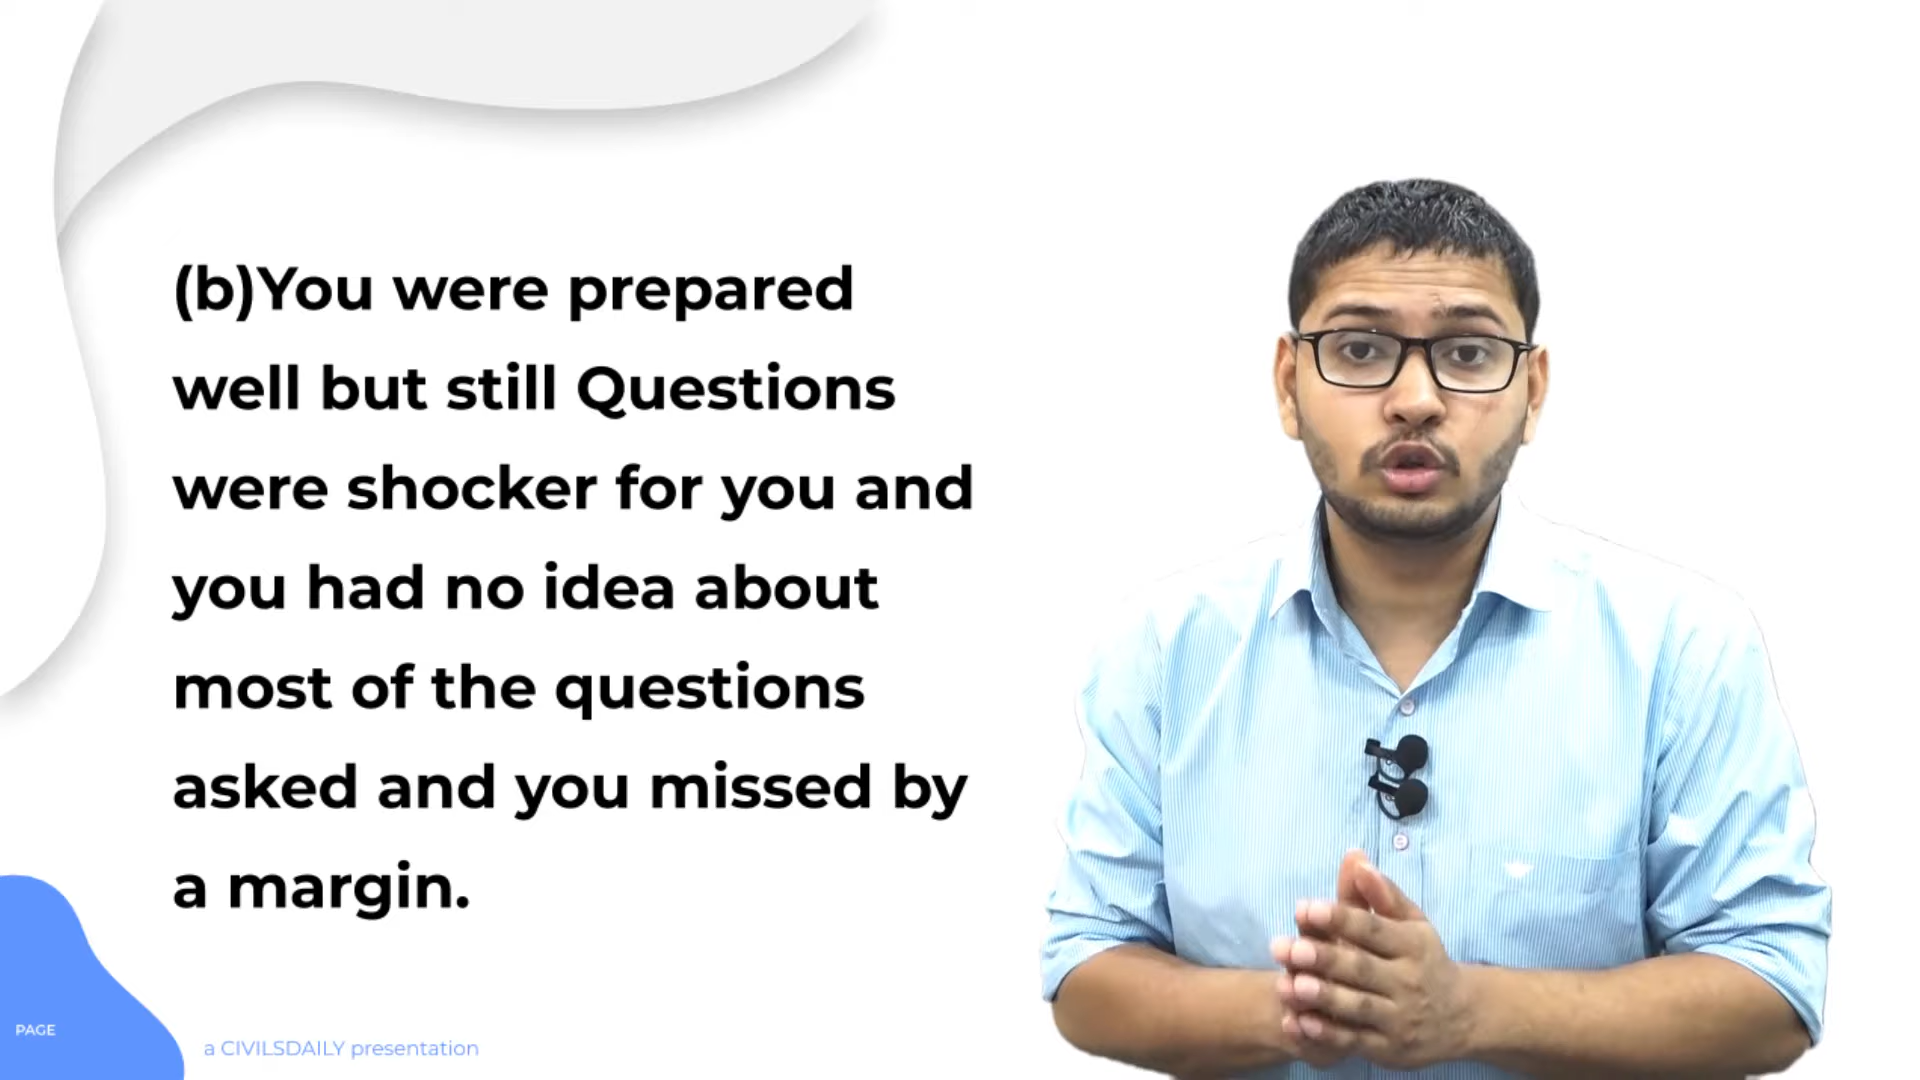 (b)You were prepared
well but still Questions
were shocker for you and
you had no idea about
most of the questions
asked and you missed by
a margin.
PAGE
a CIVILSDAILY presentation